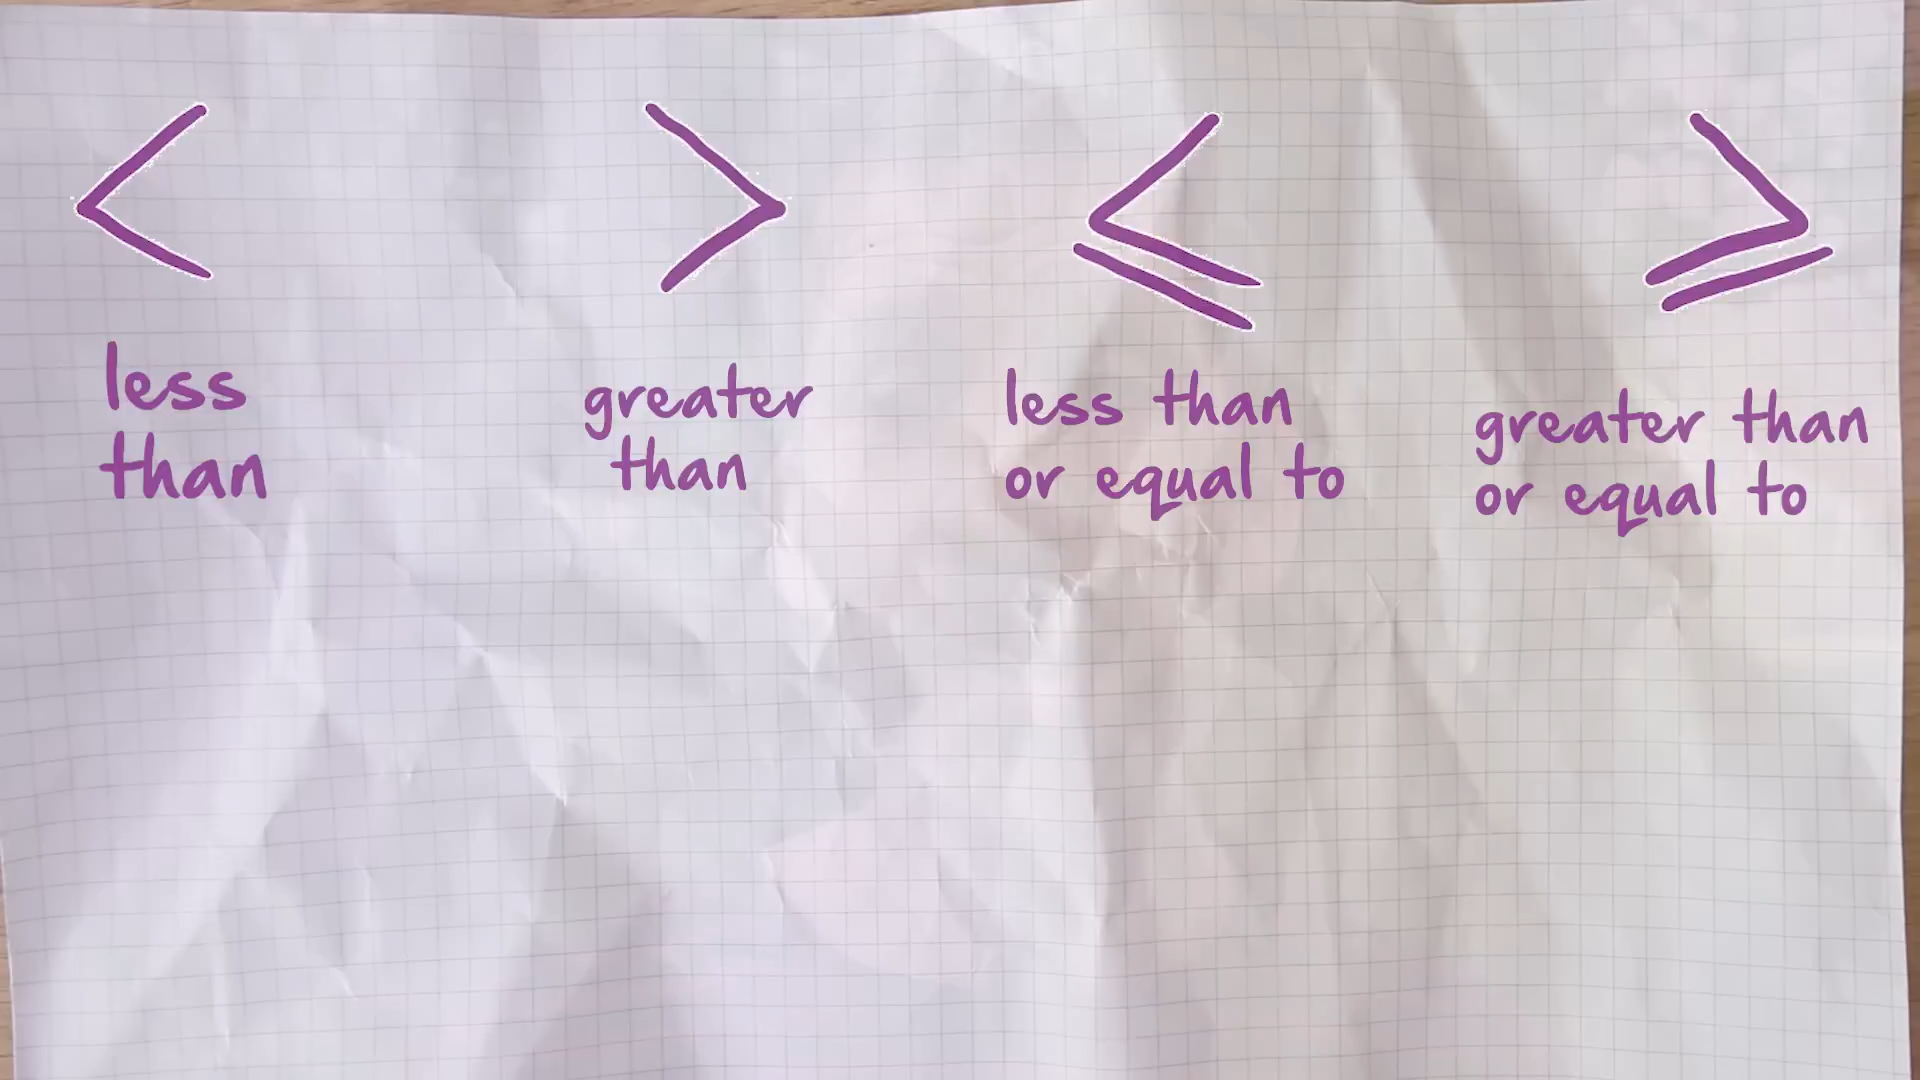 < > ≤ ≥
less
than
greater
than
less than
or equal to
greater than
or equal to